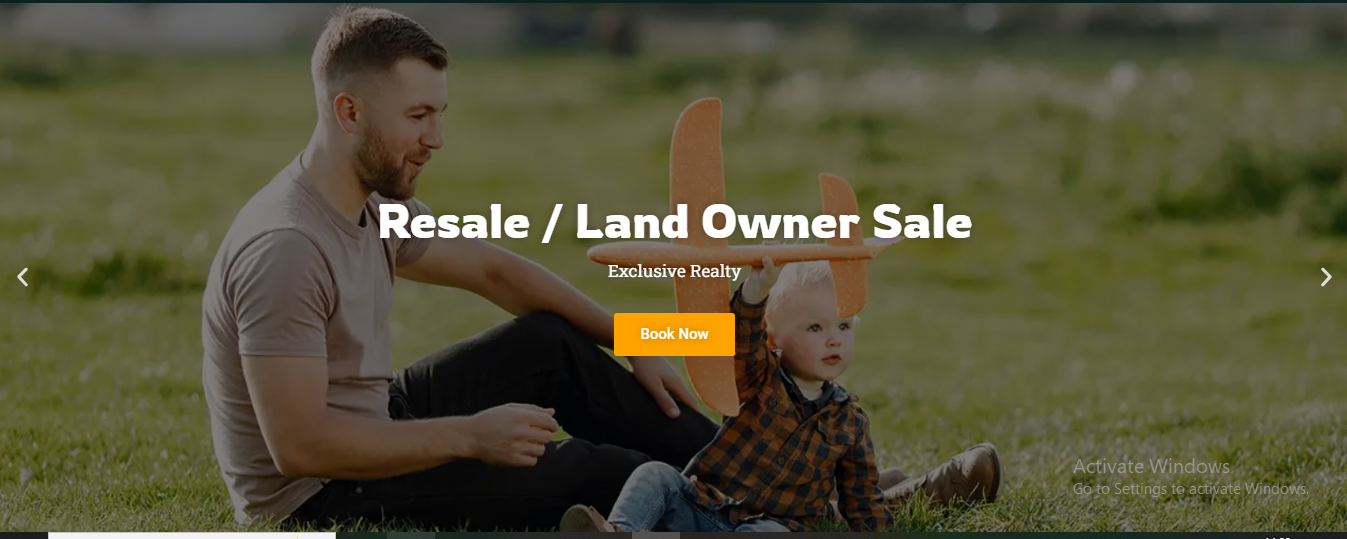 Resale / Land Owner Sale
Exclusive Realty
Book Now
Activate Windows
Go to Settings to activate Windows.